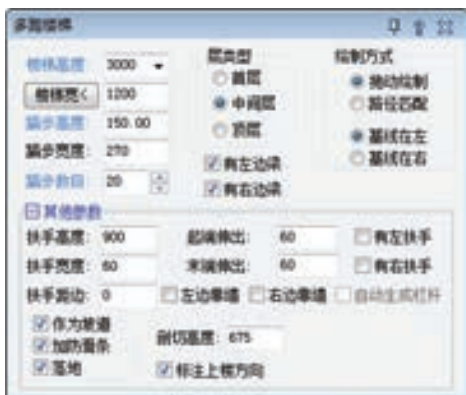 多跑楼梯
楼梯高度 3000 层类型 绘制方式
楼梯宽< 1200 首层 拖动绘制
踏步高度 150.00 中间层 路径匹配
踏步宽度: 270 顶层 基线在左
踏步数目 20 有左边梁 基线在右
有右边梁
其他参数
扶手高度: 900 起端伸出: 60 有左扶手
扶手宽度: 60 末端伸出: 60 有右扶手
扶手距边: 0 左边靠墙 右边靠墙 自动生成栏杆
作为坡道
加防滑条 剖切高度: 675
落地 标注上楼方向